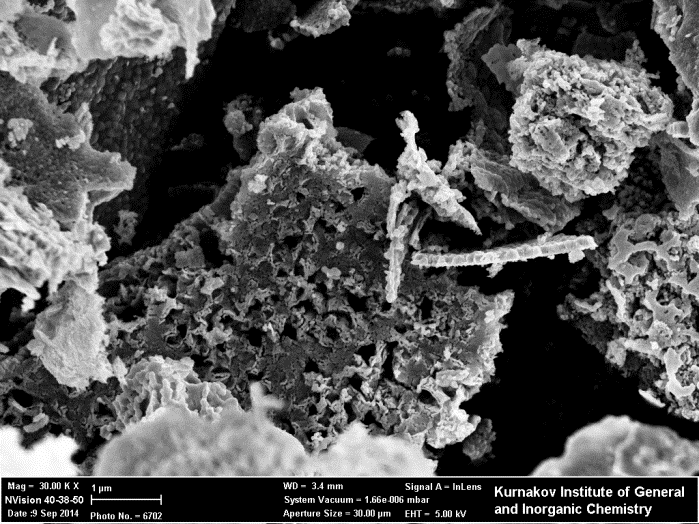 Mag = 30.00 K X
NVision 40-38-50
Date :9 Sep 2014
1 µm
Photo No. = 6702
WD = 3.4 mm
System Vacuum = 1.66e-006 mbar
Aperture Size = 30.00 µm
Signal A = InLens
EHT = 5.00 kV
Kurnakov Institute of General
and Inorganic Chemistry